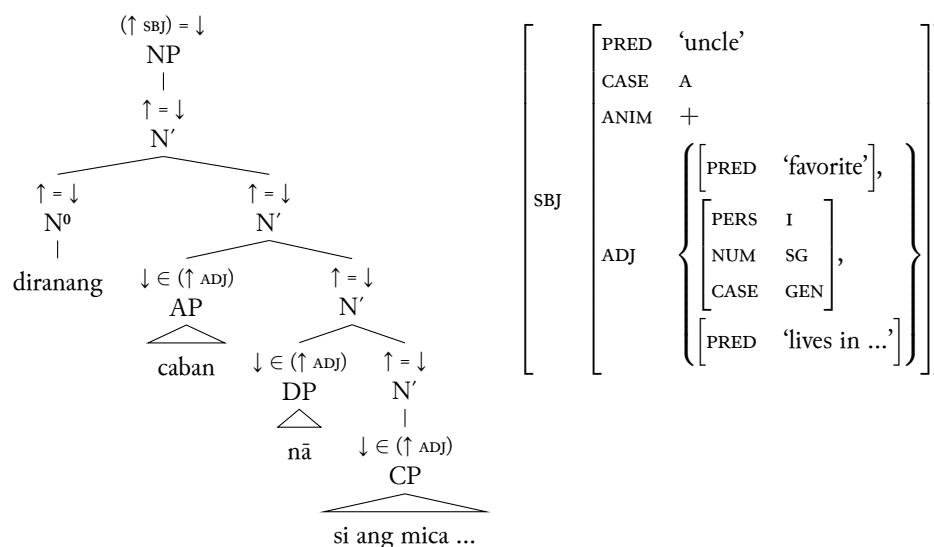 (↑ SBJ) = ↓
NP
↑ = ↓
N′
↑ = ↓ ↑ = ↓
N⁰ N′
diranang ↓ ∈ (↑ ADJ) ↑ = ↓
AP N′
caban ↓ ∈ (↑ ADJ) ↑ = ↓
DP N′
nā ↓ ∈ (↑ ADJ)
CP
si ang mica ...
SBJ
PRED ‘uncle’
CASE A
ANIM +
ADJ
PRED ‘favorite’ ,
PERS I
NUM SG ,
CASE GEN
PRED ‘lives in ...’